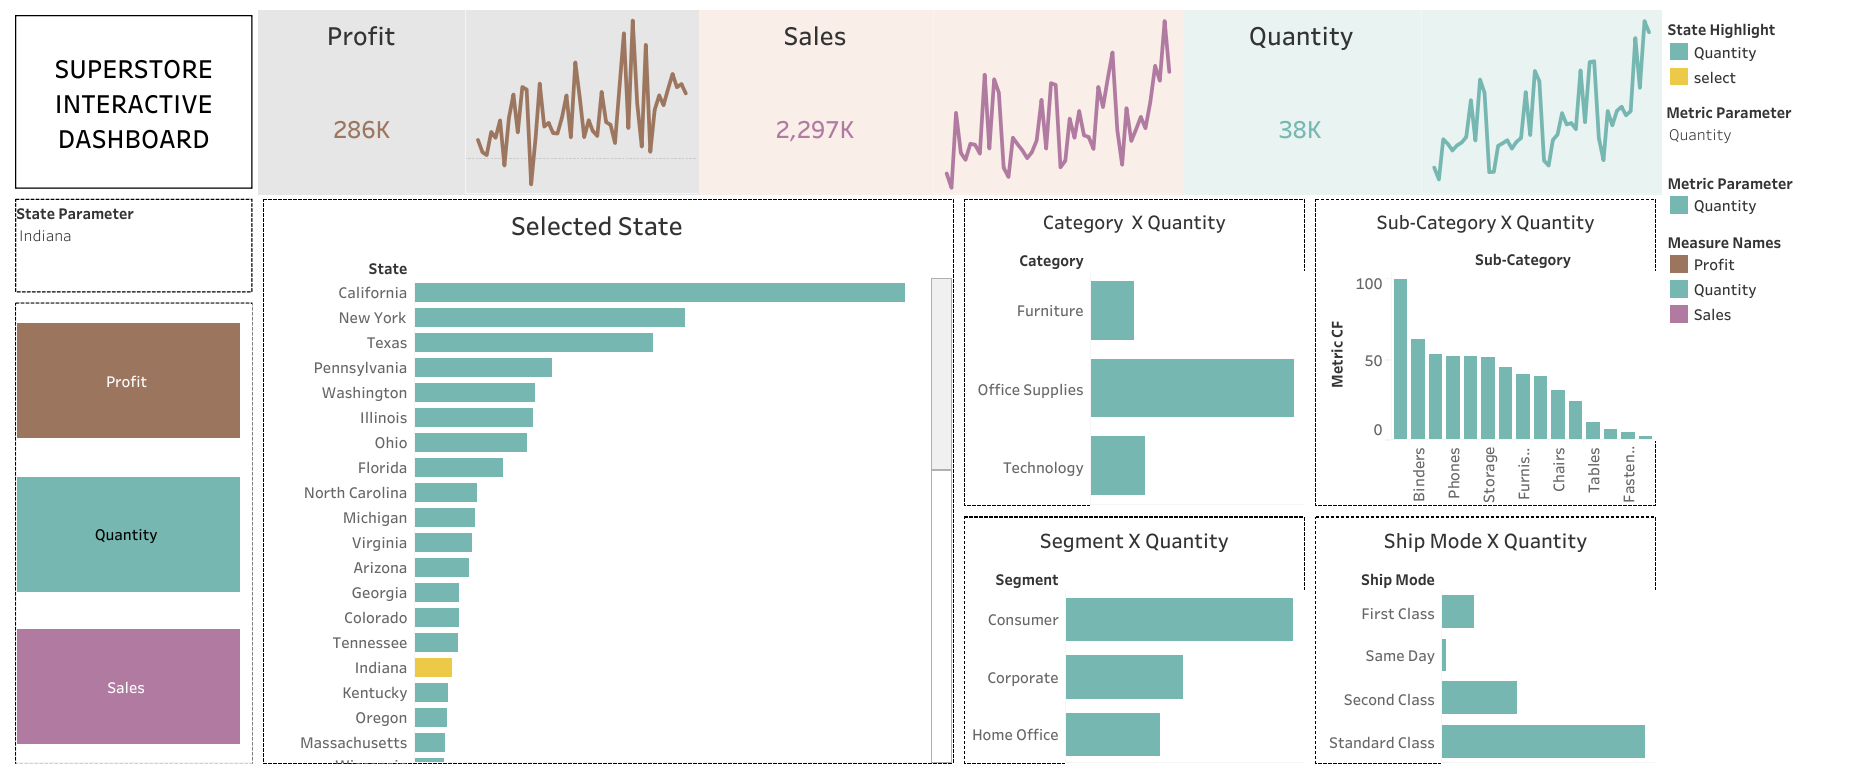 SUPERSTORE
INTERACTIVE
DASHBOARD
Profit
286K
Sales
2,297K
Quantity
38K
State Highlight
Quantity
select
Metric Parameter
Quantity
Metric Parameter
Quantity
Measure Names
Profit
Quantity
Sales
State Parameter
Indiana
Profit
Quantity
Sales
Selected State
State
California
New York
Texas
Pennsylvania
Washington
Illinois
Ohio
Florida
North Carolina
Michigan
Virginia
Arizona
Georgia
Colorado
Tennessee
Indiana
Kentucky
Oregon
Massachusetts
Category X Quantity
Category
Furniture
Office Supplies
Technology
Sub-Category X Quantity
Sub-Category
Metric CF
100
50
0
Binders
Phones
Storage
Furnis..
Chairs
Tables
Fasten..
Segment X Quantity
Segment
Consumer
Corporate
Home Office
Ship Mode X Quantity
Ship Mode
First Class
Same Day
Second Class
Standard Class